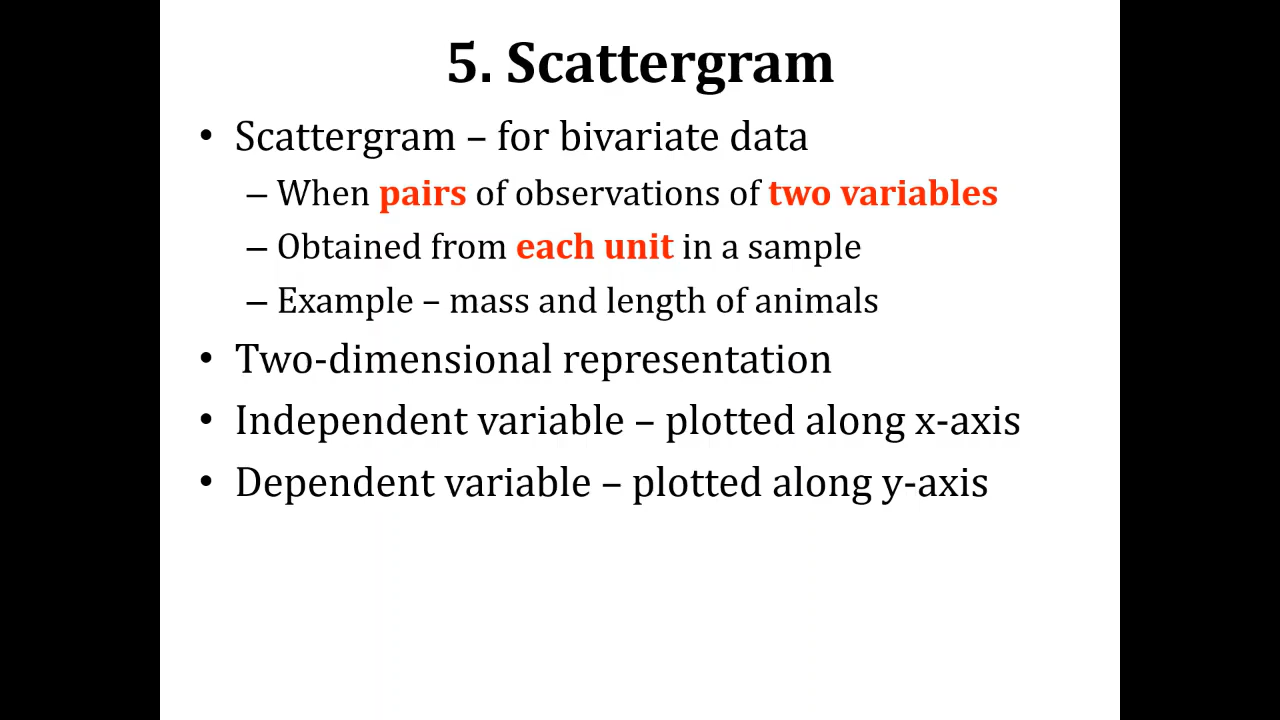 5. Scattergram
• Scattergram – for bivariate data
– When pairs of observations of two variables
– Obtained from each unit in a sample
– Example – mass and length of animals
• Two-dimensional representation
• Independent variable – plotted along x-axis
• Dependent variable – plotted along y-axis